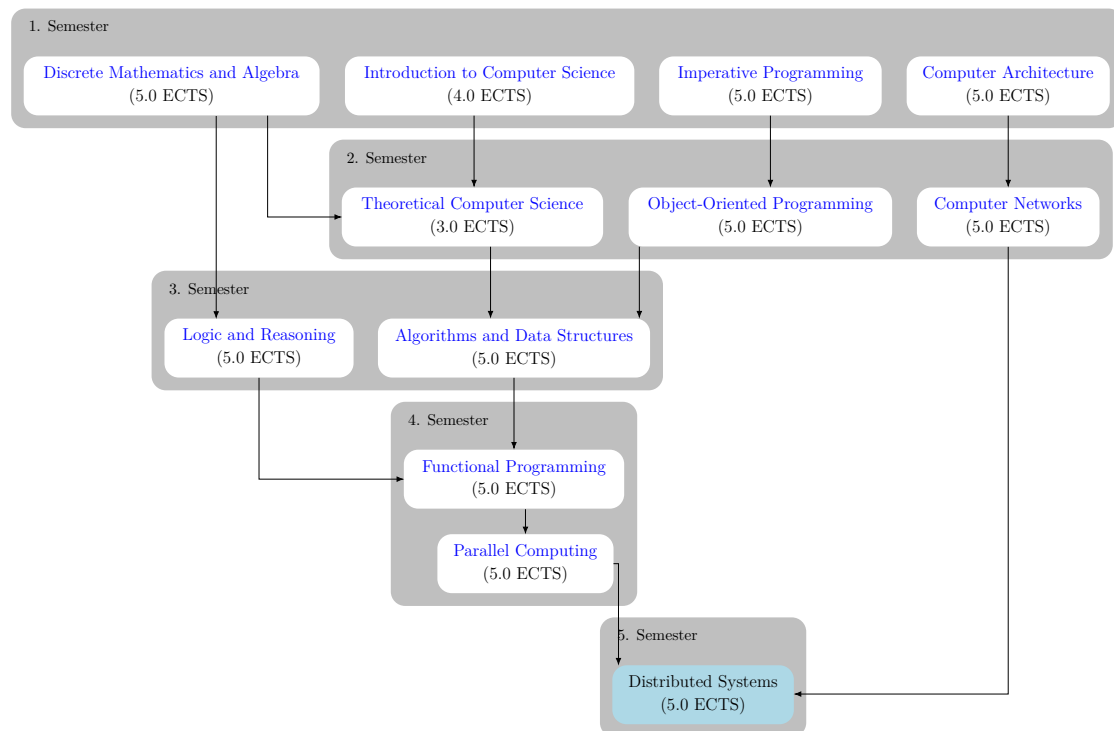 1. Semester
Discrete Mathematics and Algebra
(5.0 ECTS)
Introduction to Computer Science
(4.0 ECTS)
Imperative Programming
(5.0 ECTS)
Computer Architecture
(5.0 ECTS)
2. Semester
Theoretical Computer Science
(3.0 ECTS)
Object-Oriented Programming
(5.0 ECTS)
Computer Networks
(5.0 ECTS)
3. Semester
Logic and Reasoning
(5.0 ECTS)
Algorithms and Data Structures
(5.0 ECTS)
4. Semester
Functional Programming
(5.0 ECTS)
Parallel Computing
(5.0 ECTS)
5. Semester
Distributed Systems
(5.0 ECTS)